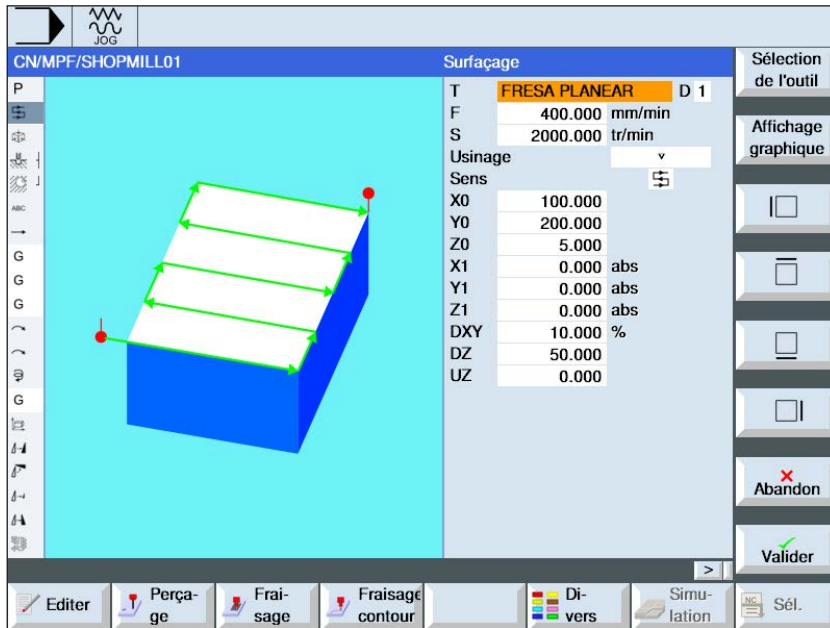 JOG
CN/MPF/SHOPMILL01
Surfaçage
P
ABC
G
G
G
G
T FRESA PLANEAR D 1
F 400.000 mm/min
S 2000.000 tr/min
Usinage
Sens
X0 100.000
Y0 200.000
Z0 5.000
X1 0.000 abs
Y1 0.000 abs
Z1 0.000 abs
DXY 10.000 %
DZ 50.000
UZ 0.000
Sélection
de l'outil
Affichage
graphique
Abandon
Valider
>
Editer
Perça-
ge
Frai-
sage
Fraisage
contour
Di-
vers
Simu-
lation
NC
Sél.